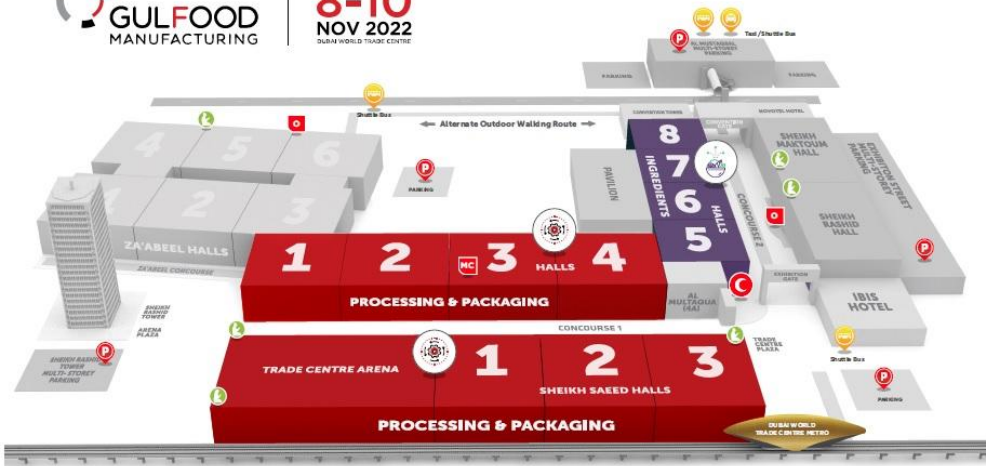 GULFOOD
MANUFACTURING
8-10
NOV 2022
DUBAI WORLD TRADE CENTRE
Taxi/Shuttle Bus
P
AL MUSTAQBAL
MULTI-STOREY
PARKING
PARKING
PARKING
Shuttle Bus
← Alternate Outdoor Walking Route →
CONVENTION TOWER
CONVENTION
GATE
NOVOTEL HOTEL
4
5
6
O
P
PARKING
PAVILION
8
7
6
5
INGREDIENTS
HALLS
CONCOURSE 2
SHEIKH
MAKTOUM
HALL
EXHIBITION STREET
MULTI-STOREY
PARKING
O
SHEIKH
RASHID
HALL
P
2
3
ZA'ABEEL HALLS
ZA'ABEEL CONCOURSE
1
2
MC
3
HALLS
4
PROCESSING & PACKAGING
AL
MULTAQUA
(4A)
EXHIBITION
GATE
IBIS
HOTEL
SHEIKH
RASHID
TOWER
ARENA
PLAZA
CONCOURSE 1
TRADE
CENTRE
PLAZA
Shuttle Bus
P
SHEIKH RASHID
TOWER
MULTI-STOREY
PARKING
TRADE CENTRE ARENA
1
2
3
SHEIKH SAEED HALLS
PROCESSING & PACKAGING
P
PARKING
DUBAI WORLD
TRADE CENTRE METRO